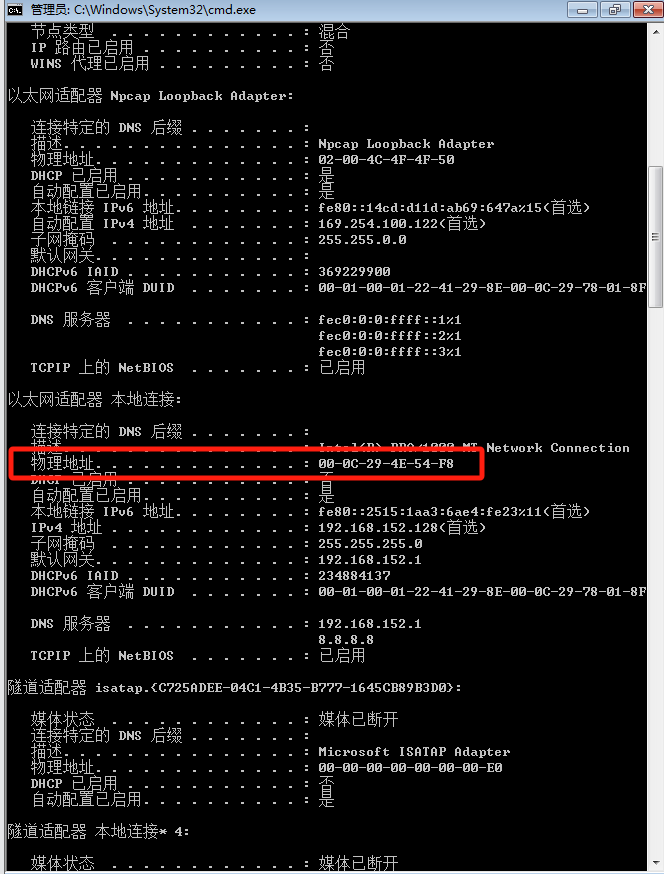 管理员: C:\Windows\System32\cmd.exe
节点类型 . . . . . . . . . . . . : 混合
IP 路由已启用 . . . . . . . . . . : 否
WINS 代理已启用 . . . . . . . . . : 否
以太网适配器 Npcap Loopback Adapter:
连接特定的 DNS 后缀 . . . . . . . :
描述. . . . . . . . . . . . . . . : Npcap Loopback Adapter
物理地址. . . . . . . . . . . . . : 02-00-4C-4F-4F-50
DHCP 已启用 . . . . . . . . . . . : 是
自动配置已启用. . . . . . . . . . : 是
本地链接 IPv6 地址. . . . . . . . : fe80::14cd:d11d:ab69:647a%15(首选)
自动配置 IPv4 地址 . . . . . . . : 169.254.100.122(首选)
子网掩码 . . . . . . . . . . . . : 255.255.0.0
默认网关. . . . . . . . . . . . . :
DHCPv6 IAID . . . . . . . . . . . : 369229900
DHCPv6 客户端 DUID . . . . . . . : 00-01-00-01-22-41-29-8E-00-0C-29-78-01-8F
DNS 服务器 . . . . . . . . . . . : fec0:0:0:ffff::1%1
fec0:0:0:ffff::2%1
fec0:0:0:ffff::3%1
TCPIP 上的 NetBIOS . . . . . . . : 已启用
以太网适配器 本地连接:
连接特定的 DNS 后缀 . . . . . . . :
描述. . . . . . . . . . . . . . . : Intel(R) PRO/1000 MT Network Connection
物理地址. . . . . . . . . . . . . : 00-0C-29-4E-54-F8
DHCP 已启用 . . . . . . . . . . . : 否
自动配置已启用. . . . . . . . . . : 是
本地链接 IPv6 地址. . . . . . . . : fe80::2515:1aa3:6ae4:fe23%11(首选)
IPv4 地址 . . . . . . . . . . . . : 192.168.152.128(首选)
子网掩码 . . . . . . . . . . . . : 255.255.255.0
默认网关. . . . . . . . . . . . . : 192.168.152.1
DHCPv6 IAID . . . . . . . . . . . : 234884137
DHCPv6 客户端 DUID . . . . . . . : 00-01-00-01-22-41-29-8E-00-0C-29-78-01-8F
DNS 服务器 . . . . . . . . . . . : 192.168.152.1
8.8.8.8
TCPIP 上的 NetBIOS . . . . . . . : 已启用
隧道适配器 isatap.{C725ADEE-04C1-4B35-B777-1645CB89B3D0}:
媒体状态 . . . . . . . . . . . . : 媒体已断开
连接特定的 DNS 后缀 . . . . . . . :
描述. . . . . . . . . . . . . . . : Microsoft ISATAP Adapter
物理地址. . . . . . . . . . . . . : 00-00-00-00-00-00-00-E0
DHCP 已启用 . . . . . . . . . . . : 否
自动配置已启用. . . . . . . . . . : 是
隧道适配器 本地连接* 4:
媒体状态 . . . . . . . . . . . . : 媒体已断开